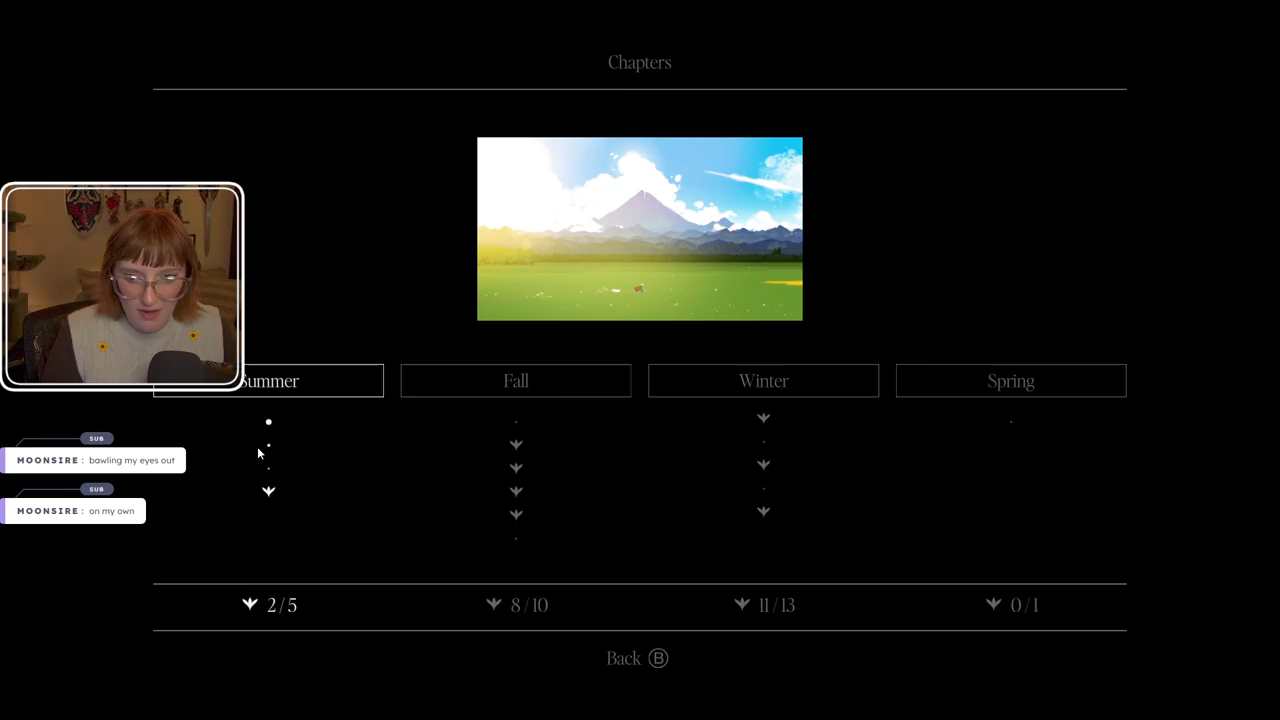 Chapters
Summer
Fall
Winter
Spring
SUB
MOONSIRE : bawling my eyes out
SUB
MOONSIRE : on my own
2/5
8/10
11/13
0/1
Back B